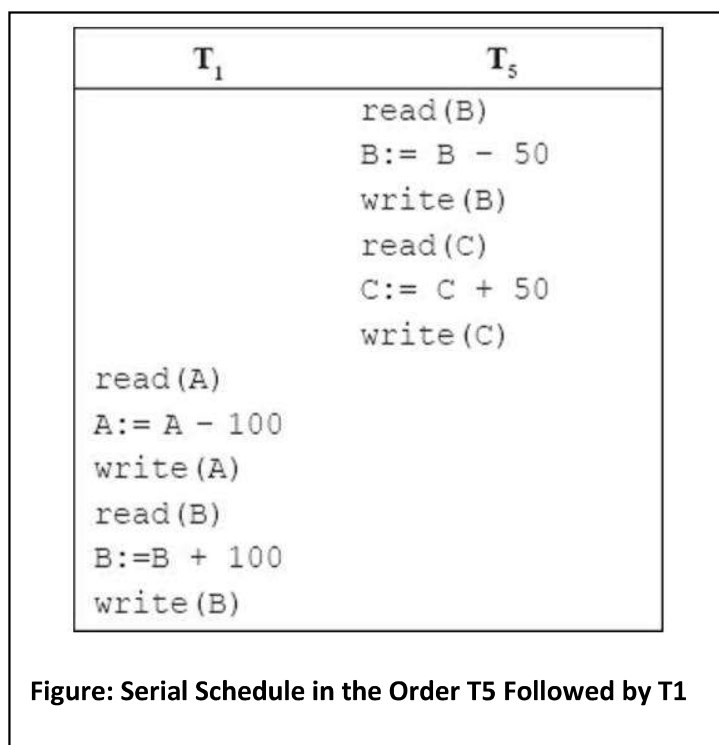 T₁ T₅
read(B)
B:= B - 50
write(B)
read(C)
C:= C + 50
write(C)
read(A)
A:= A - 100
write(A)
read(B)
B:=B + 100
write(B)
Figure: Serial Schedule in the Order T5 Followed by T1